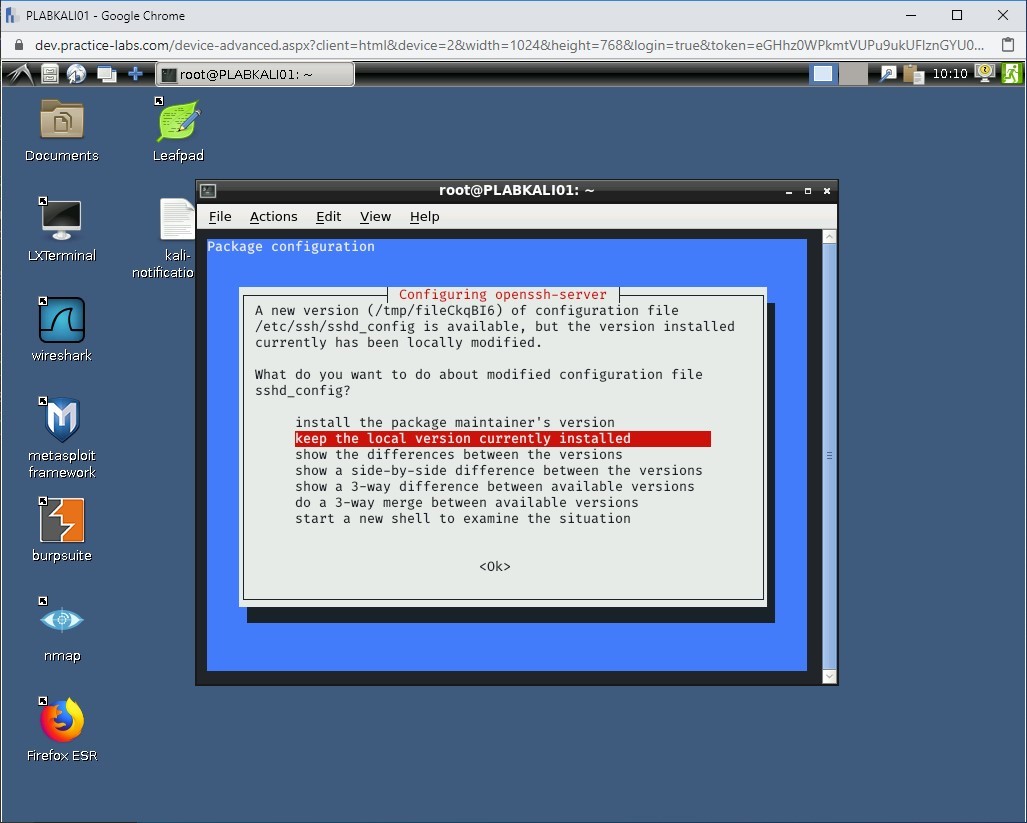 PLABKALI01 - Google Chrome
dev.practice-labs.com/device-advanced.aspx?client=html&device=2&width=1024&height=768&login=true&token=eGHhz0WPkmtVUPu9ukUFlznGYU0...
root@PLABKALI01: ~
10:10
Documents
Leafpad
LXTerminal
kali-
notificatio
wireshark
metasploit
framework
burpsuite
nmap
Firefox ESR
root@PLABKALI01: ~
File Actions Edit View Help
Package configuration
Configuring openssh-server
A new version (/tmp/fileCkqBI6) of configuration file
/etc/ssh/sshd_config is available, but the version installed
currently has been locally modified.
What do you want to do about modified configuration file
sshd_config?
install the package maintainer's version
keep the local version currently installed
show the differences between the versions
show a side-by-side difference between the versions
show a 3-way difference between available versions
do a 3-way merge between available versions
start a new shell to examine the situation
<Ok>